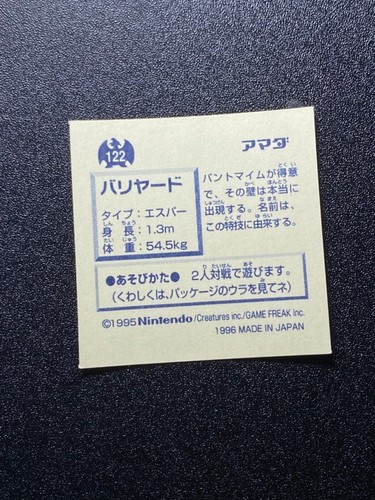 122
アマダ
バリヤード
タイプ：エスパー
身長：1.3m
体重：54.5kg
パントマイムが得意
で、その壁は本当に
出現する。名前は、
この特技に由来する。
●あそびかた● 2人対戦で遊びます。
(くわしくは、パッケージのウラを見てネ)
©1995 Nintendo/Creatures inc./GAME FREAK inc.
1996 MADE IN JAPAN